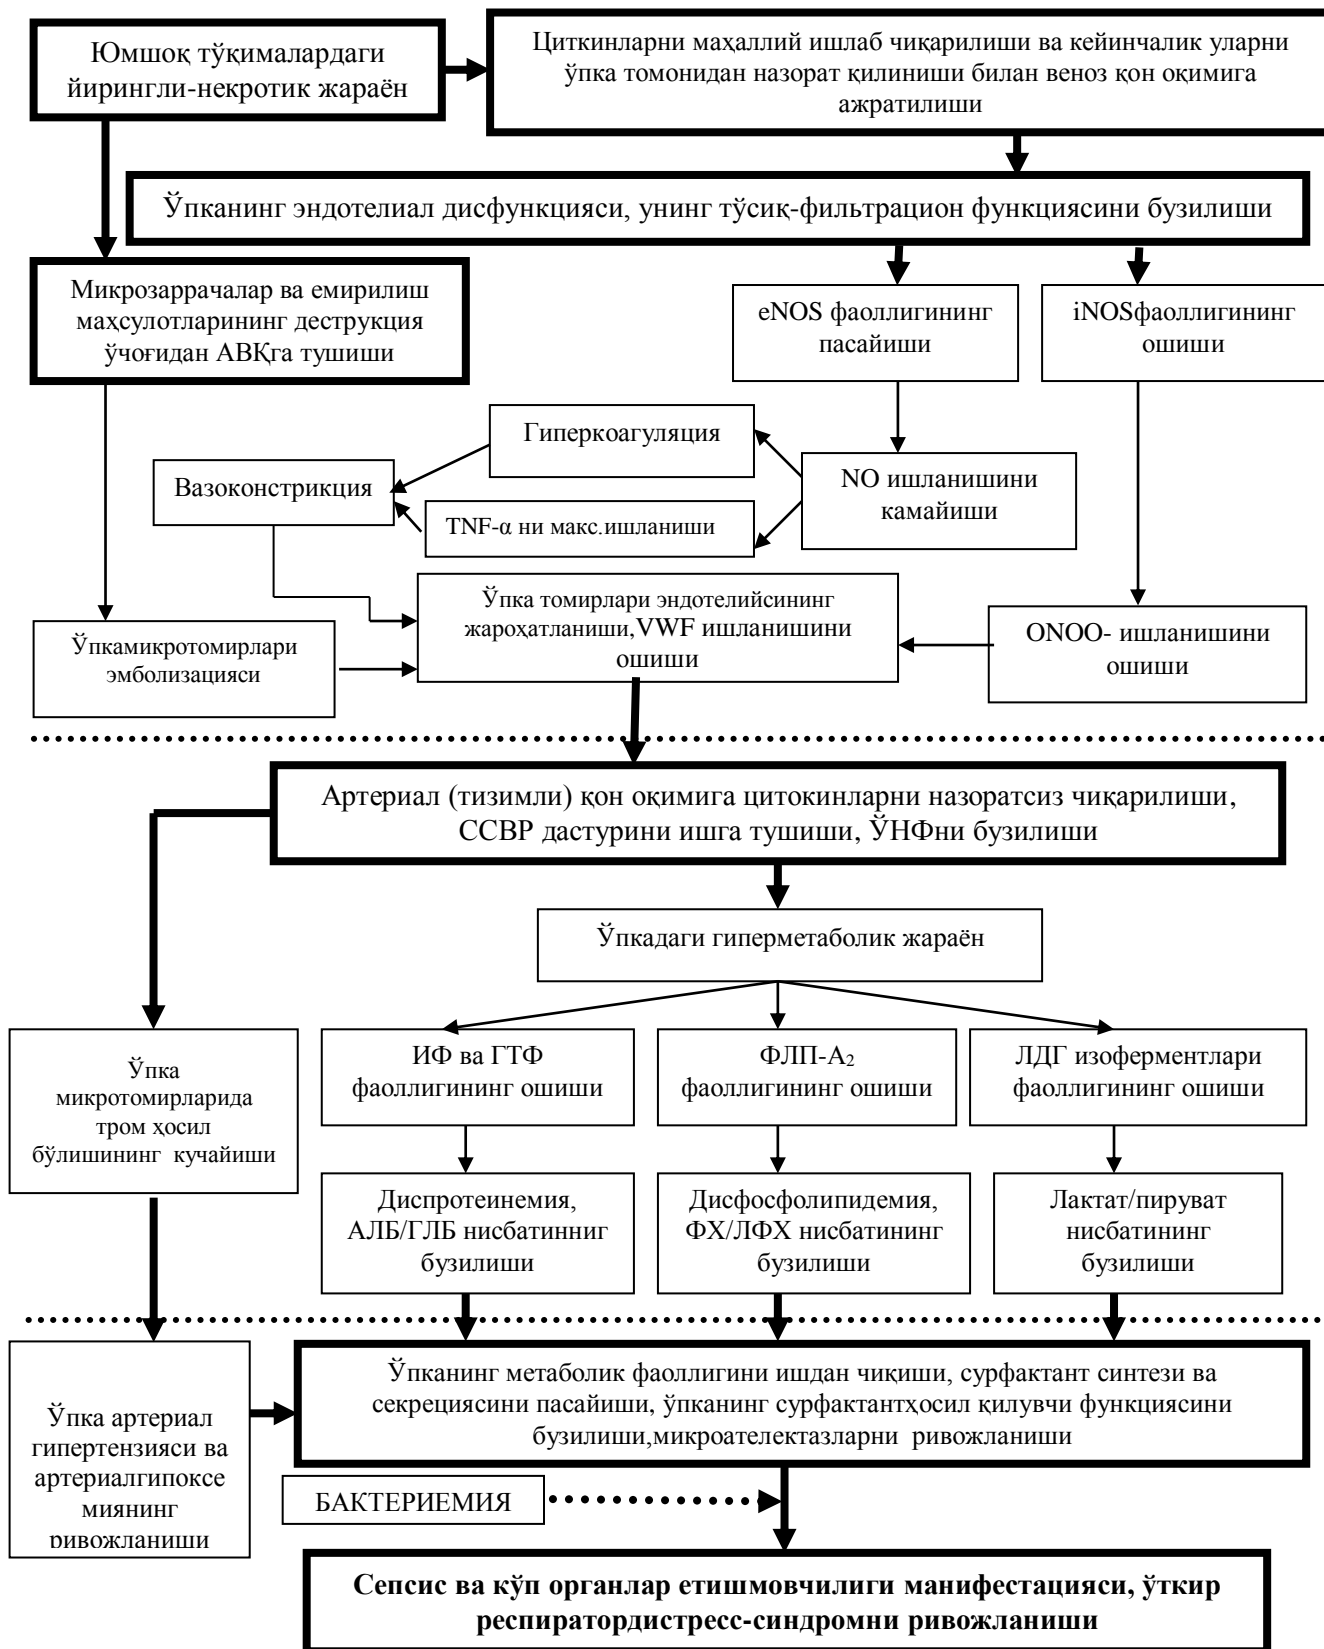 Юмшоқ тўқималардаги
йирингли-некротик жараён
Циткинларни маҳаллий ишлаб чиқарилиши ва кейинчалик уларни
ўпка томонидан назорат қилиниши билан веноз қон оқимига
ажратилиши
Ўпканинг эндотелиал дисфункцияси, унинг тўсиқ-фильтрацион функциясини бузилиши
Микрозаррачалар ва емирилиш
маҳсулотларининг деструкция
ўчоғидан АВҚга тушиши
eNOS фаоллигининг
пасайиши
iNOSфаоллигининг
ошиши
Гиперкоагуляция
Вазоконстрикция
TNF-α ни макс.ишланиши
NO ишланишини
камайиши
Ўпка томирлари эндотелийсининг
жароҳатланиши,VWF ишланишини
ошиши
Ўпкамикротомирлари
эмболизацияси
ONOO- ишланишини
ошиши
Артериал (тизимли) қон оқимига цитокинларни назоратсиз чиқарилиши,
ССВР дастурини ишга тушиши, ЎНФни бузилиши
Ўпкадаги гиперметаболик жараён
Ўпка
микротомирларида
тром ҳосил
бўлишининг кучайиши
ИФ ва ГТФ
фаоллигининг ошиши
ФЛП-А₂
фаоллигининг ошиши
ЛДГ изоферментлари
фаоллигининг ошиши
Диспротеинемия,
АЛБ/ГЛБ нисбатинниг
бузилиши
Дисфосфолипидемия,
ФХ/ЛФХ нисбатининг
бузилиши
Лактат/пируват
нисбатининг
бузилиши
Ўпка артериал
гипертензияси ва
артериалгипоксе
миянинг
ривожланиши
Ўпканинг метаболик фаоллигини ишдан чиқиши, сурфактант синтези ва
секрециясини пасайиши, ўпканинг сурфактантҳосил қилувчи функциясини
бузилиши,микроателектазларни ривожланиши
БАКТЕРИЕМИЯ
Сепсис ва кўп органлар етишмовчилиги манифестацияси, ўткир
респиратордистресс-синдромни ривожланиши